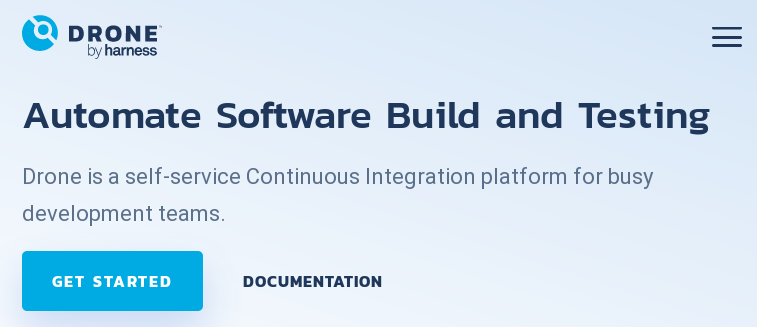 DRONE™
by harness
Automate Software Build and Testing
Drone is a self-service Continuous Integration platform for busy
development teams.
GET STARTED DOCUMENTATION